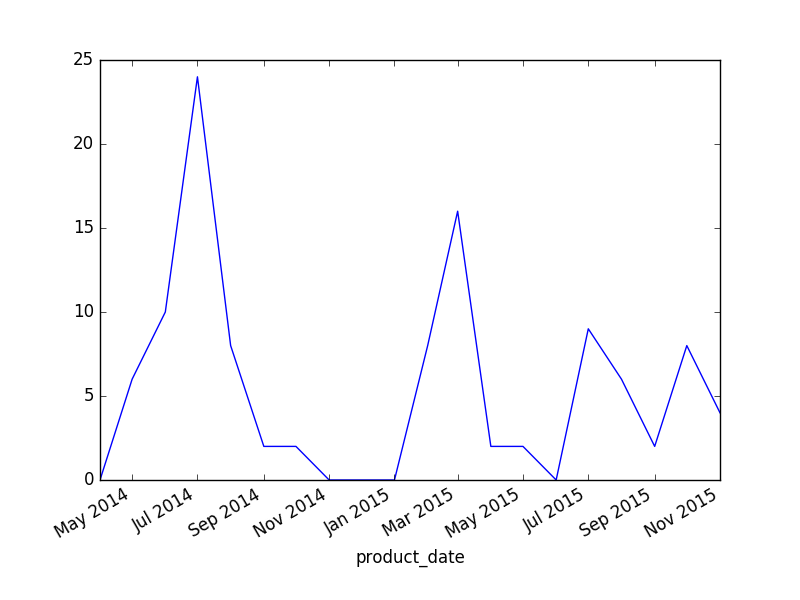 25
20
15
10
5
0
May 2014
Jul 2014
Sep 2014
Nov 2014
Jan 2015
Mar 2015
May 2015
Jul 2015
Sep 2015
Nov 2015
product_date